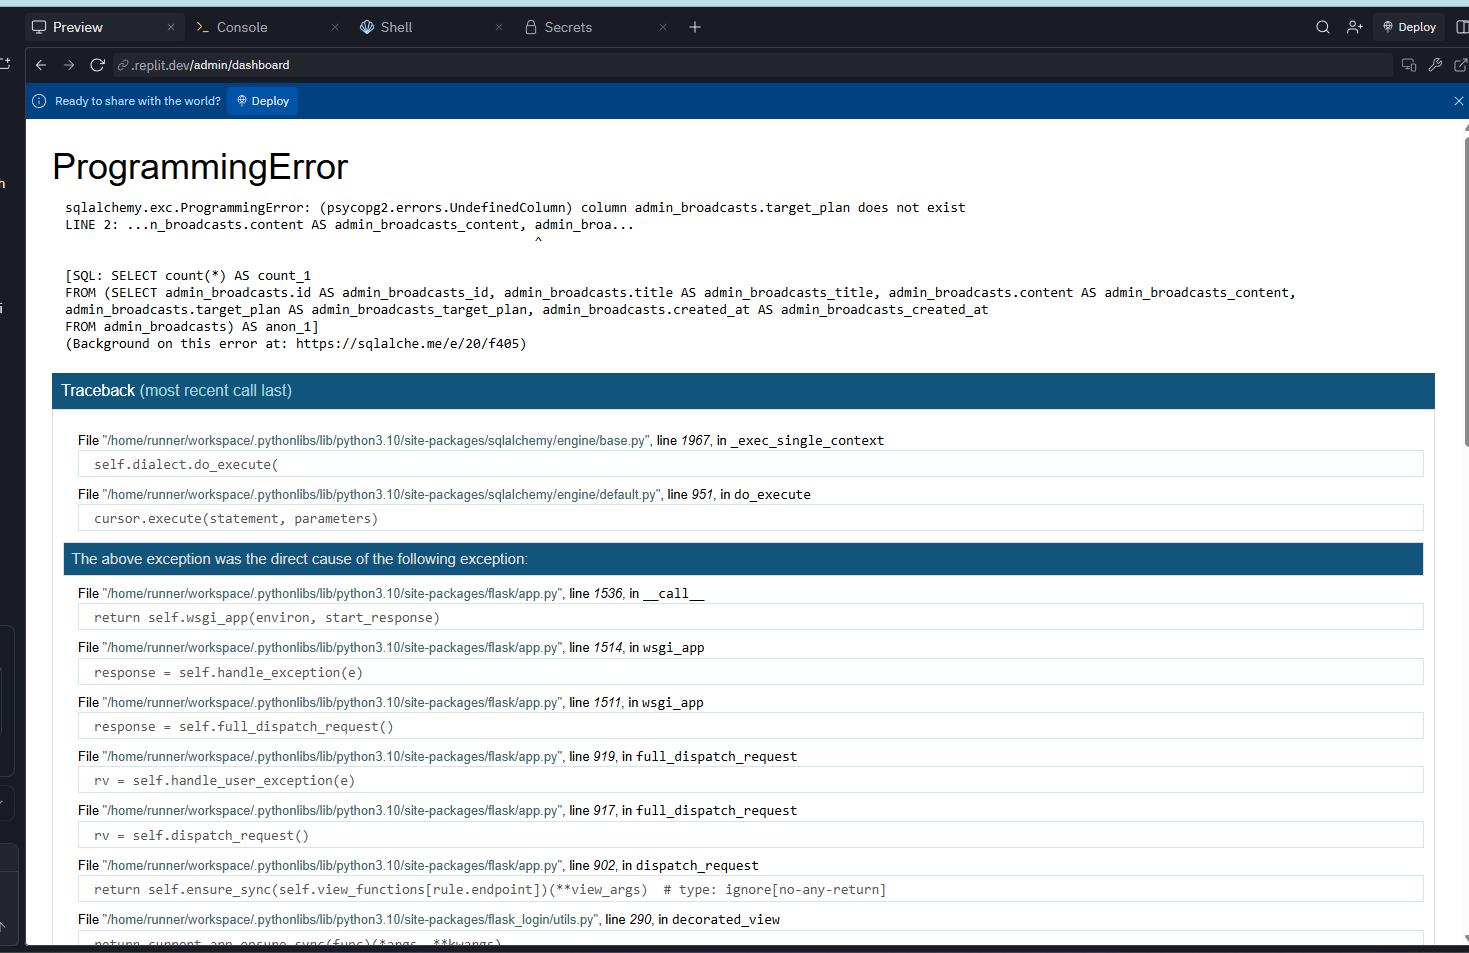 Preview
Console
Shell
Secrets
Deploy
.replit.dev/admin/dashboard
Ready to share with the world? Deploy
ProgrammingError
sqlalchemy.exc.ProgrammingError: (psycopg2.errors.UndefinedColumn) column admin_broadcasts.target_plan does not exist
LINE 2: ...n_broadcasts.content AS admin_broadcasts_content, admin_broa...
^
[SQL: SELECT count(*) AS count_1
FROM (SELECT admin_broadcasts.id AS admin_broadcasts_id, admin_broadcasts.title AS admin_broadcasts_title, admin_broadcasts.content AS admin_broadcasts_content,
admin_broadcasts.target_plan AS admin_broadcasts_target_plan, admin_broadcasts.created_at AS admin_broadcasts_created_at
FROM admin_broadcasts) AS anon_1]
(Background on this error at: https://sqlalche.me/e/20/f405)
Traceback (most recent call last)
File "/home/runner/workspace/.pythonlibs/lib/python3.10/site-packages/sqlalchemy/engine/base.py", line 1967, in _exec_single_context
self.dialect.do_execute(
File "/home/runner/workspace/.pythonlibs/lib/python3.10/site-packages/sqlalchemy/engine/default.py", line 951, in do_execute
cursor.execute(statement, parameters)
The above exception was the direct cause of the following exception:
File "/home/runner/workspace/.pythonlibs/lib/python3.10/site-packages/flask/app.py", line 1536, in __call__
return self.wsgi_app(environ, start_response)
File "/home/runner/workspace/.pythonlibs/lib/python3.10/site-packages/flask/app.py", line 1514, in wsgi_app
response = self.handle_exception(e)
File "/home/runner/workspace/.pythonlibs/lib/python3.10/site-packages/flask/app.py", line 1511, in wsgi_app
response = self.full_dispatch_request()
File "/home/runner/workspace/.pythonlibs/lib/python3.10/site-packages/flask/app.py", line 919, in full_dispatch_request
rv = self.handle_user_exception(e)
File "/home/runner/workspace/.pythonlibs/lib/python3.10/site-packages/flask/app.py", line 917, in full_dispatch_request
rv = self.dispatch_request()
File "/home/runner/workspace/.pythonlibs/lib/python3.10/site-packages/flask/app.py", line 902, in dispatch_request
return self.ensure_sync(self.view_functions[rule.endpoint])(**view_args)  # type: ignore[no-any-return]
File "/home/runner/workspace/.pythonlibs/lib/python3.10/site-packages/flask_login/utils.py", line 290, in decorated_view
return current_app.ensure_sync(func)(*args, **kwargs)